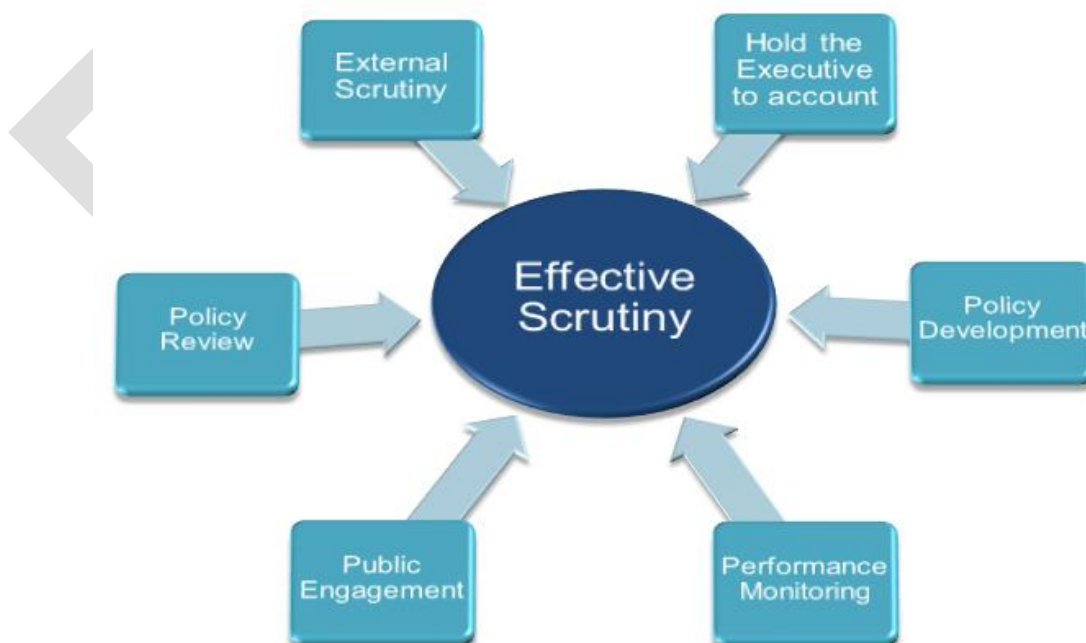 External
Scrutiny
Hold the
Executive
to account
Effective
Scrutiny
Policy
Review
Policy
Development
Public
Engagement
Performance
Monitoring